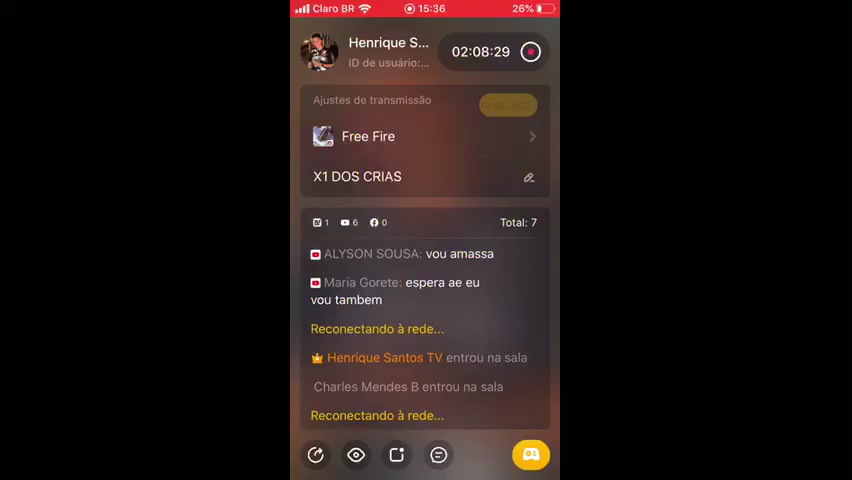 Claro BR 15:36 26%
Henrique S... 02:08:29
ID de usuário:...
Ajustes de transmissão
Free Fire
X1 DOS CRIAS
1 6 0 Total: 7
ALYSON SOUSA: vou amassa
Maria Gorete: espera ae eu
vou tambem
Reconectando à rede...
Henrique Santos TV entrou na sala
Charles Mendes B entrou na sala
Reconectando à rede...